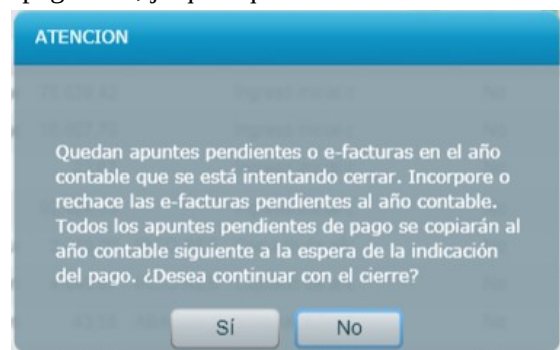 ATENCION
Quedan apuntes pendientes o e-facturas en el año
contable que se está intentando cerrar. Incorpore o
rechace las e-facturas pendientes al año contable.
Todos los apuntes pendientes de pago se copiarán al
año contable siguiente a la espera de la indicación
del pago. ¿Desea continuar con el cierre?
Sí No